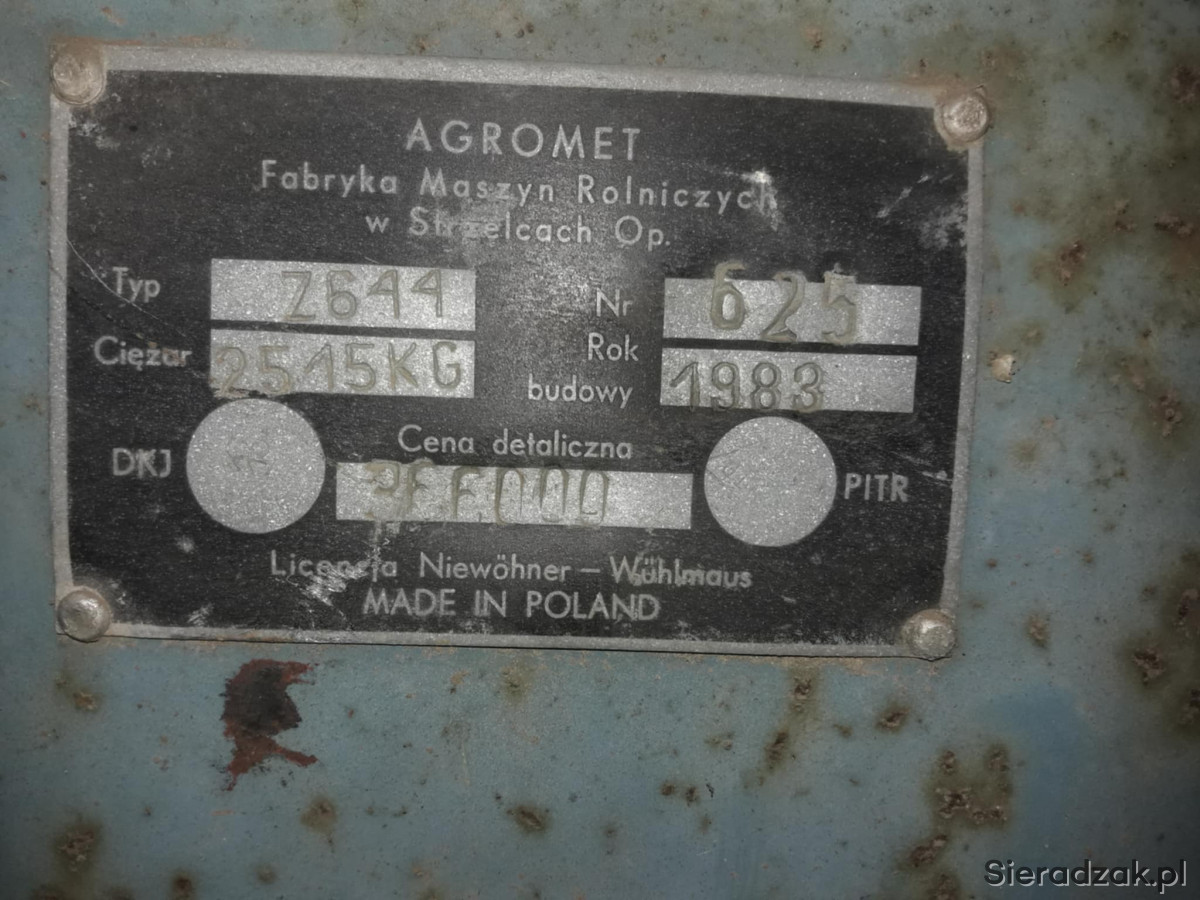 AGROMET
Fabryka Maszyn Rolniczych
w Strzelcach Op.
Typ Z644 Nr 625
Ciężar 2515KG Rok budowy 1983
Cena detaliczna
DKJ PITR
Licencja Niewöhner – Wühlmaus
MADE IN POLAND
Sieradzak.pl